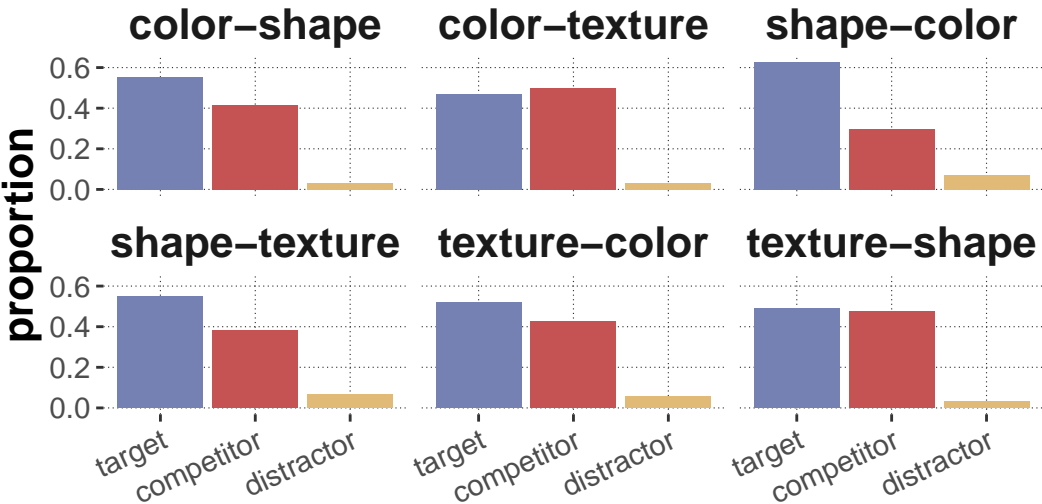 color–shape color–texture shape–color
0.6
0.4
0.2
0.0
proportion
shape–texture texture–color texture–shape
0.6
0.4
0.2
0.0
target competitor distractor target competitor distractor target competitor distractor